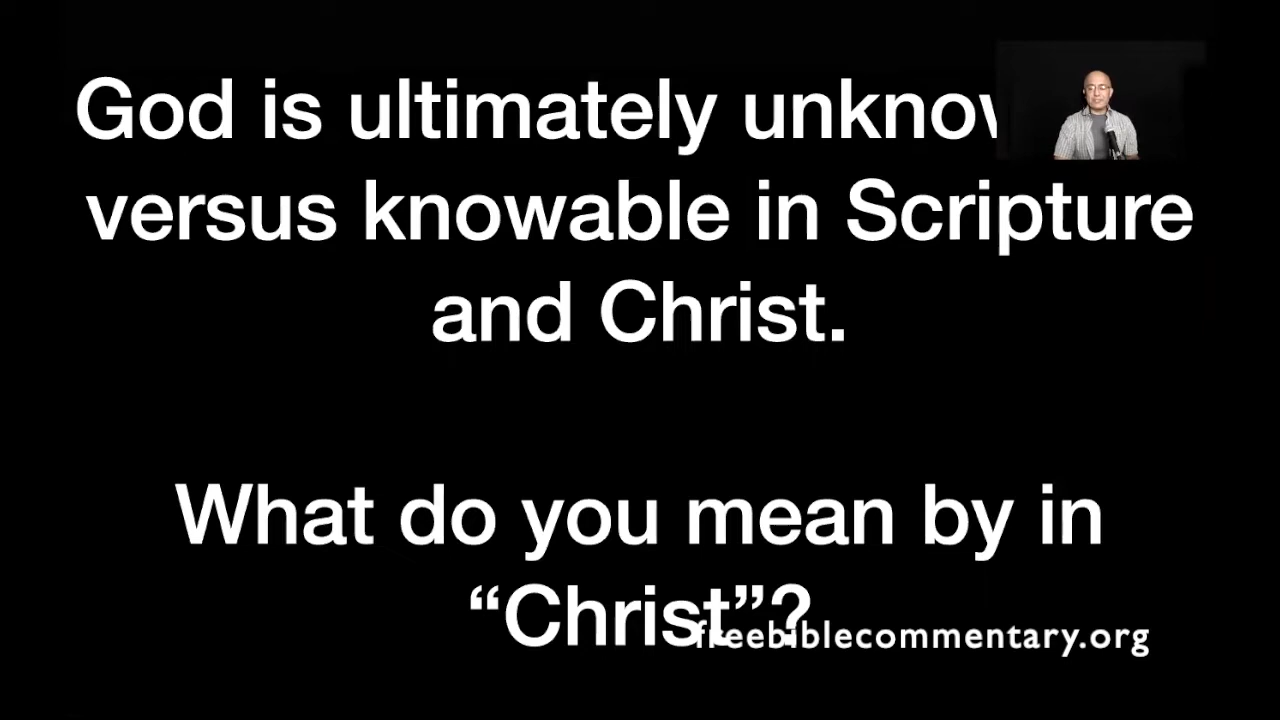 God is ultimately
versus knowable in Scripture
and Christ.
What do you mean by in
“Christ”?
freebiblecommentary.org